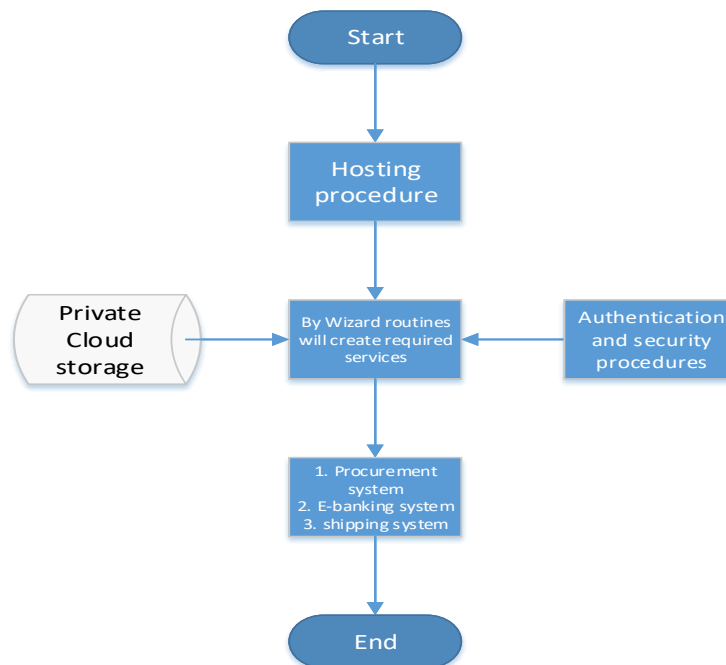 Start
Hosting
procedure
Private
Cloud
storage
By Wizard routines
will create required
services
Authentication
and security
procedures
1. Procurement
system
2. E-banking system
3. shipping system
End